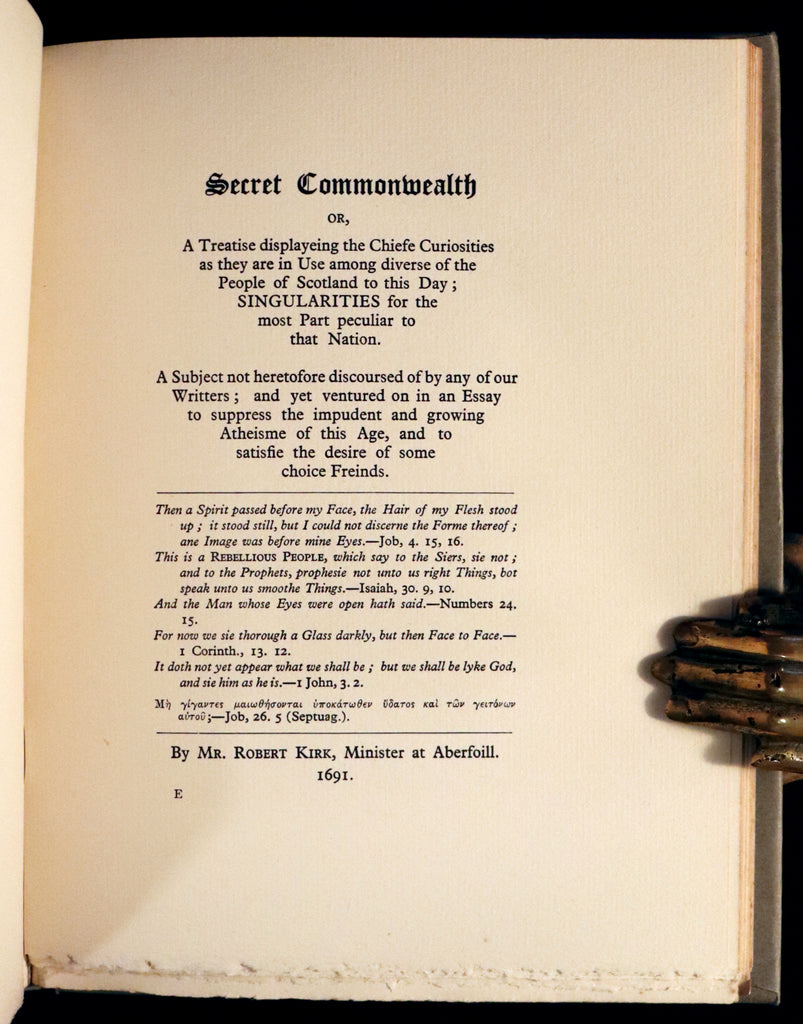 Secret Commonwealth
OR,
A Treatise displayeing the Chiefe Curiosities
as they are in Use among diverse of the
People of Scotland to this Day ;
SINGULARITIES for the
most Part peculiar to
that Nation.
A Subject not heretofore discoursed of by any of our
Writters ; and yet ventured on in an Essay
to suppress the impudent and growing
Atheisme of this Age, and to
satisfie the desire of some
choice Freinds.
Then a Spirit passed before my Face, the Hair of my Flesh stood
up ; it stood still, but I could not discerne the Forme thereof ;
ane Image was before mine Eyes.—Job, 4. 15, 16.
This is a REBELLIOUS PEOPLE, which say to the Siers, sie not ;
and to the Prophets, prophesie not unto us right Things, bot
speak unto us smoothe Things.—Isaiah, 30. 9, 10.
And the Man whose Eyes were open hath said.—Numbers 24.
15.
For now we sie thorough a Glass darkly, but then Face to Face.—
1 Corinth., 13. 12.
It doth not yet appear what we shall be ; but we shall be lyke God,
and sie him as he is.—1 John, 3. 2.
Μὴ γίγαντες μαιωθήσονται ὑποκάτωθεν ὕδατος καὶ τῶν γειτόνων
αὐτοῦ ;—Job, 26. 5 (Septuag.).
By MR. ROBERT KIRK, Minister at Aberfoill.
1691.
E